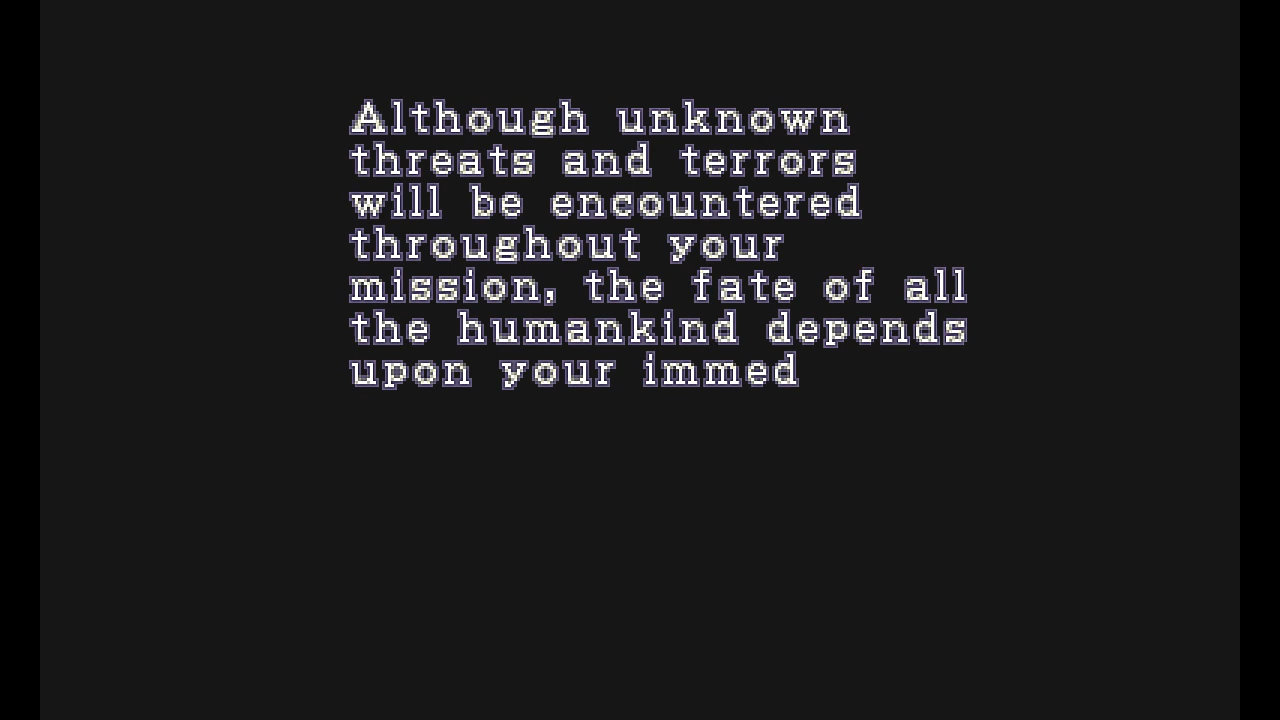 Although unknown
threats and terrors
will be encountered
throughout your
mission, the fate of all
the humankind depends
upon your immed